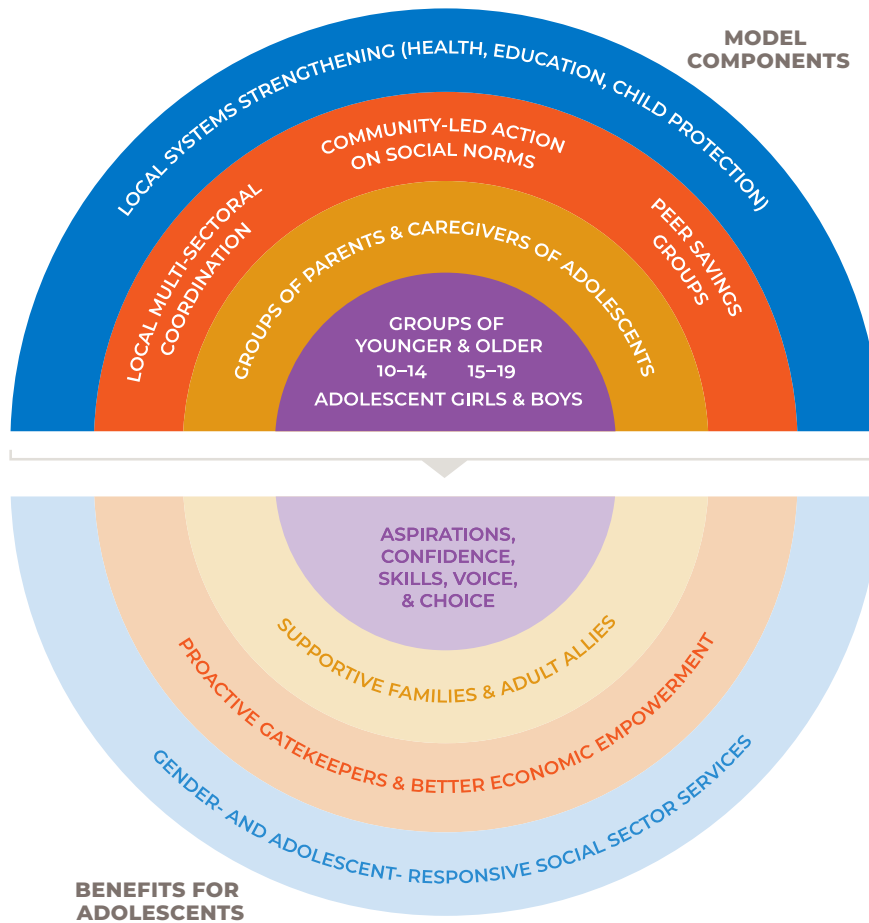 MODEL
COMPONENTS
LOCAL SYSTEMS STRENGTHENING (HEALTH, EDUCATION, CHILD PROTECTION)
COMMUNITY-LED ACTION
ON SOCIAL NORMS
LOCAL MULTI-SECTORAL
COORDINATION
PEER SAVINGS
GROUPS
GROUPS OF PARENTS & CAREGIVERS OF ADOLESCENTS
GROUPS OF
YOUNGER & OLDER
10–14 15–19
ADOLESCENT GIRLS & BOYS
ASPIRATIONS,
CONFIDENCE,
SKILLS, VOICE,
& CHOICE
SUPPORTIVE FAMILIES & ADULT ALLIES
PROACTIVE GATEKEEPERS & BETTER ECONOMIC EMPOWERMENT
GENDER- AND ADOLESCENT- RESPONSIVE SOCIAL SECTOR SERVICES
BENEFITS FOR
ADOLESCENTS